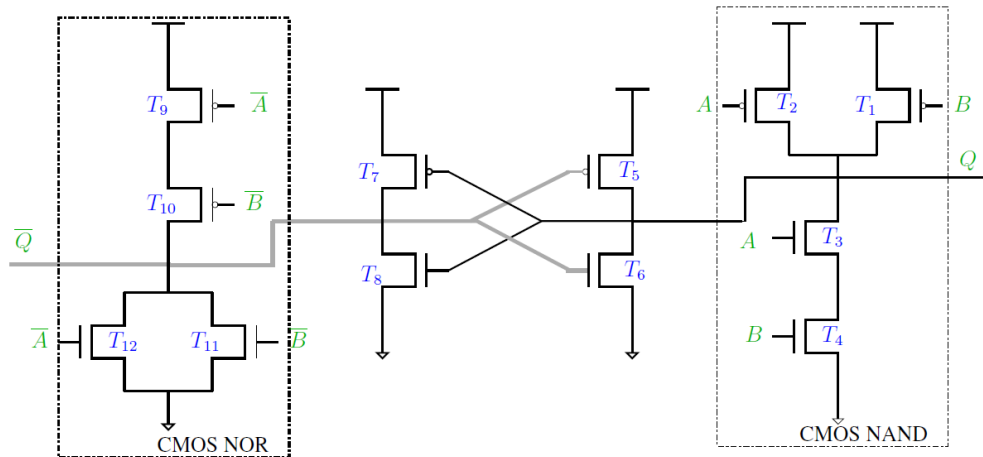 T₉
A̅
T₁₀
B̅
Q̅
A̅
T₁₂
T₁₁
B̅
CMOS NOR
T₇
T₅
T₈
T₆
A
T₂
T₁
B
Q
A
T₃
B
T₄
CMOS NAND